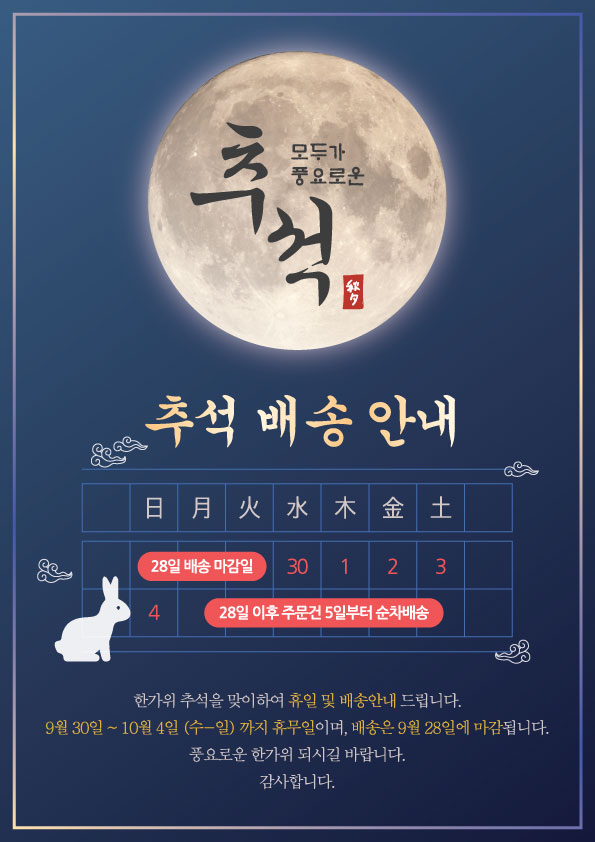 추석
모두가
풍요로운
秋夕
추석 배송 안내
日 月 火 水 木 金 土
28일 배송 마감일 30 1 2 3
4 28일 이후 주문건 5일부터 순차배송
한가위 추석을 맞이하여 휴일 및 배송안내 드립니다.
9월 30일 ~ 10월 4일 (수-일) 까지 휴무일이며, 배송은 9월 28일에 마감됩니다.
풍요로운 한가위 되시길 바랍니다.
감사합니다.